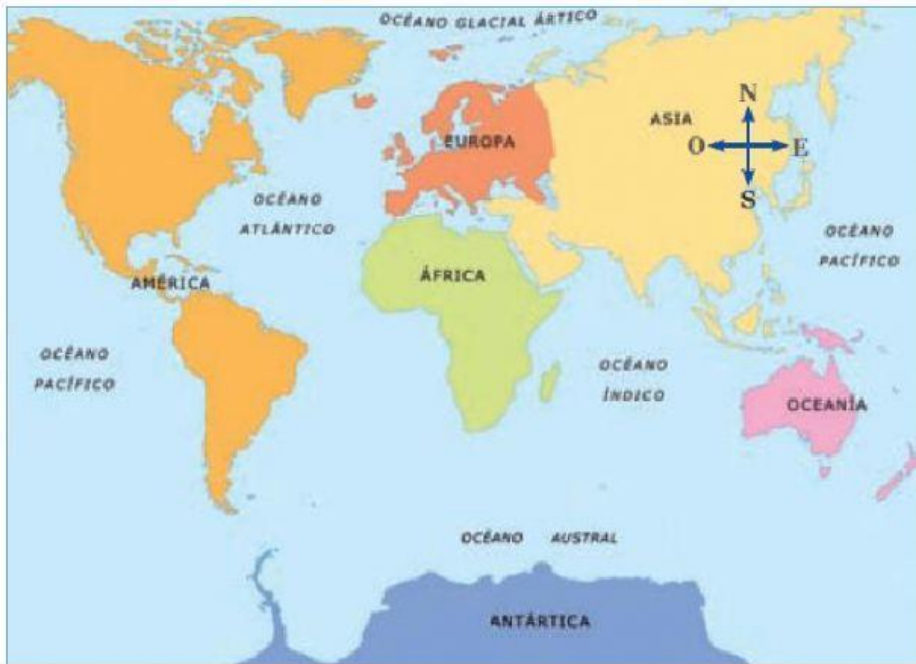 OCÉANO GLACIAL ÁRTICO
N
ASIA
EUROPA
O
E
S
OCÉANO
ATLÁNTICO
OCÉANO
PACÍFICO
ÁFRICA
AMÉRICA
OCÉANO
PACÍFICO
OCÉANO
ÍNDICO
OCEANÍA
OCÉANO AUSTRAL
ANTÁRTICA